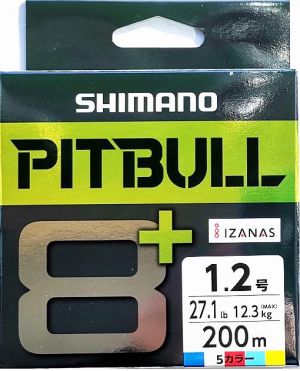 SHIMANO
PITBULL
8+
IZANAS
1.2号
27.1lb 12.3kg (MAX)
200m
5カラー